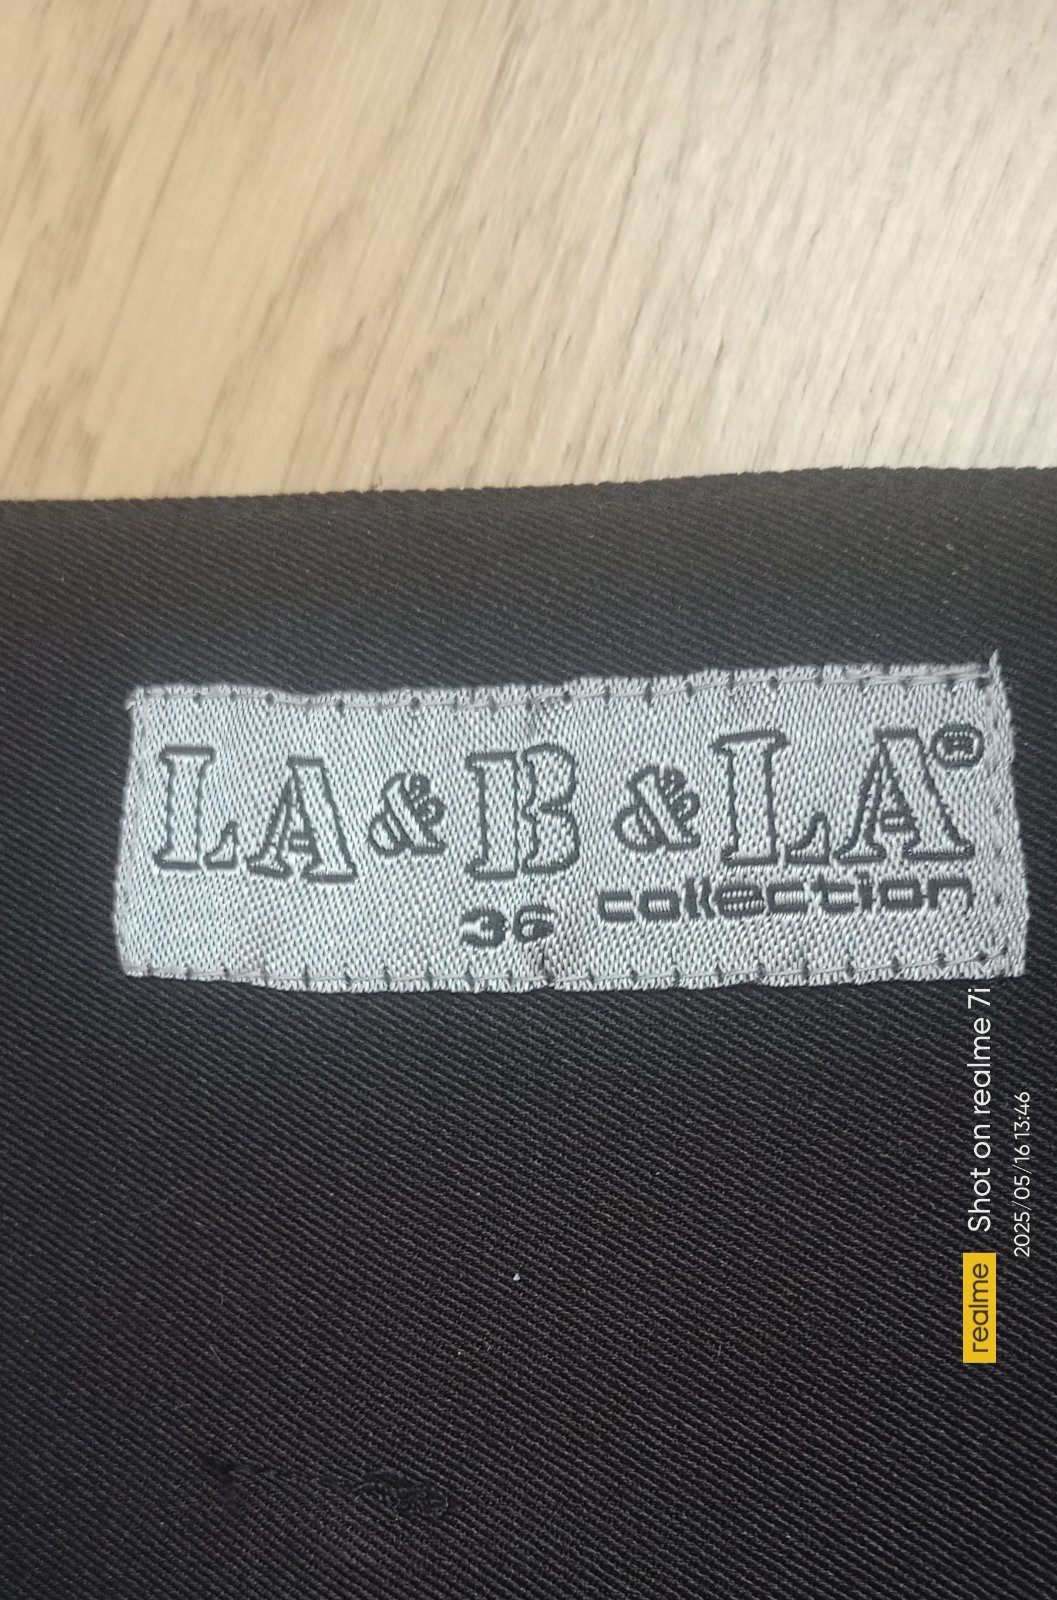 LA & B & LA®
collection
36
realme Shot on realme 7i
2025/05/16 13:46